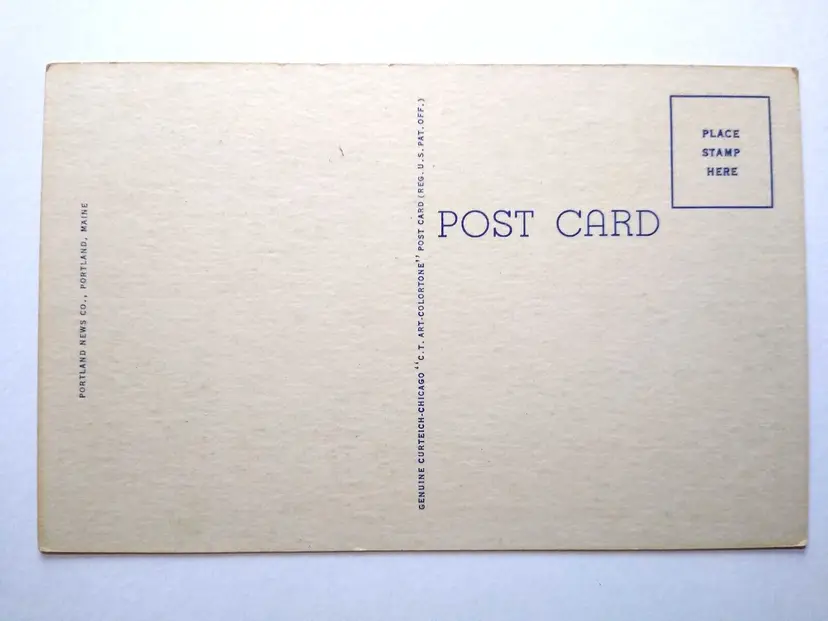 PORTLAND NEWS CO., PORTLAND, MAINE
GENUINE CURTEICH-CHICAGO "C.T. ART-COLORTONE" POST CARD (REG. U.S. PAT. OFF.)
POST CARD
PLACE
STAMP
HERE